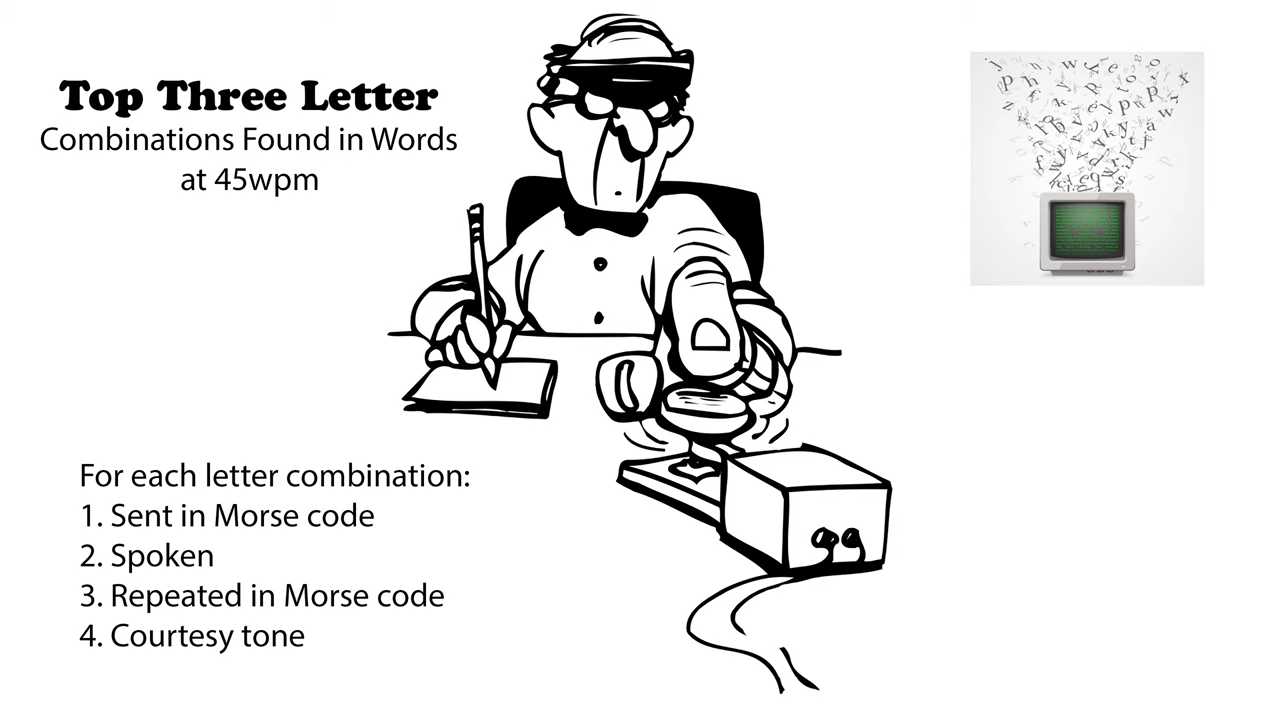 Top Three Letter
Combinations Found in Words
at 45wpm
For each letter combination:
1. Sent in Morse code
2. Spoken
3. Repeated in Morse code
4. Courtesy tone